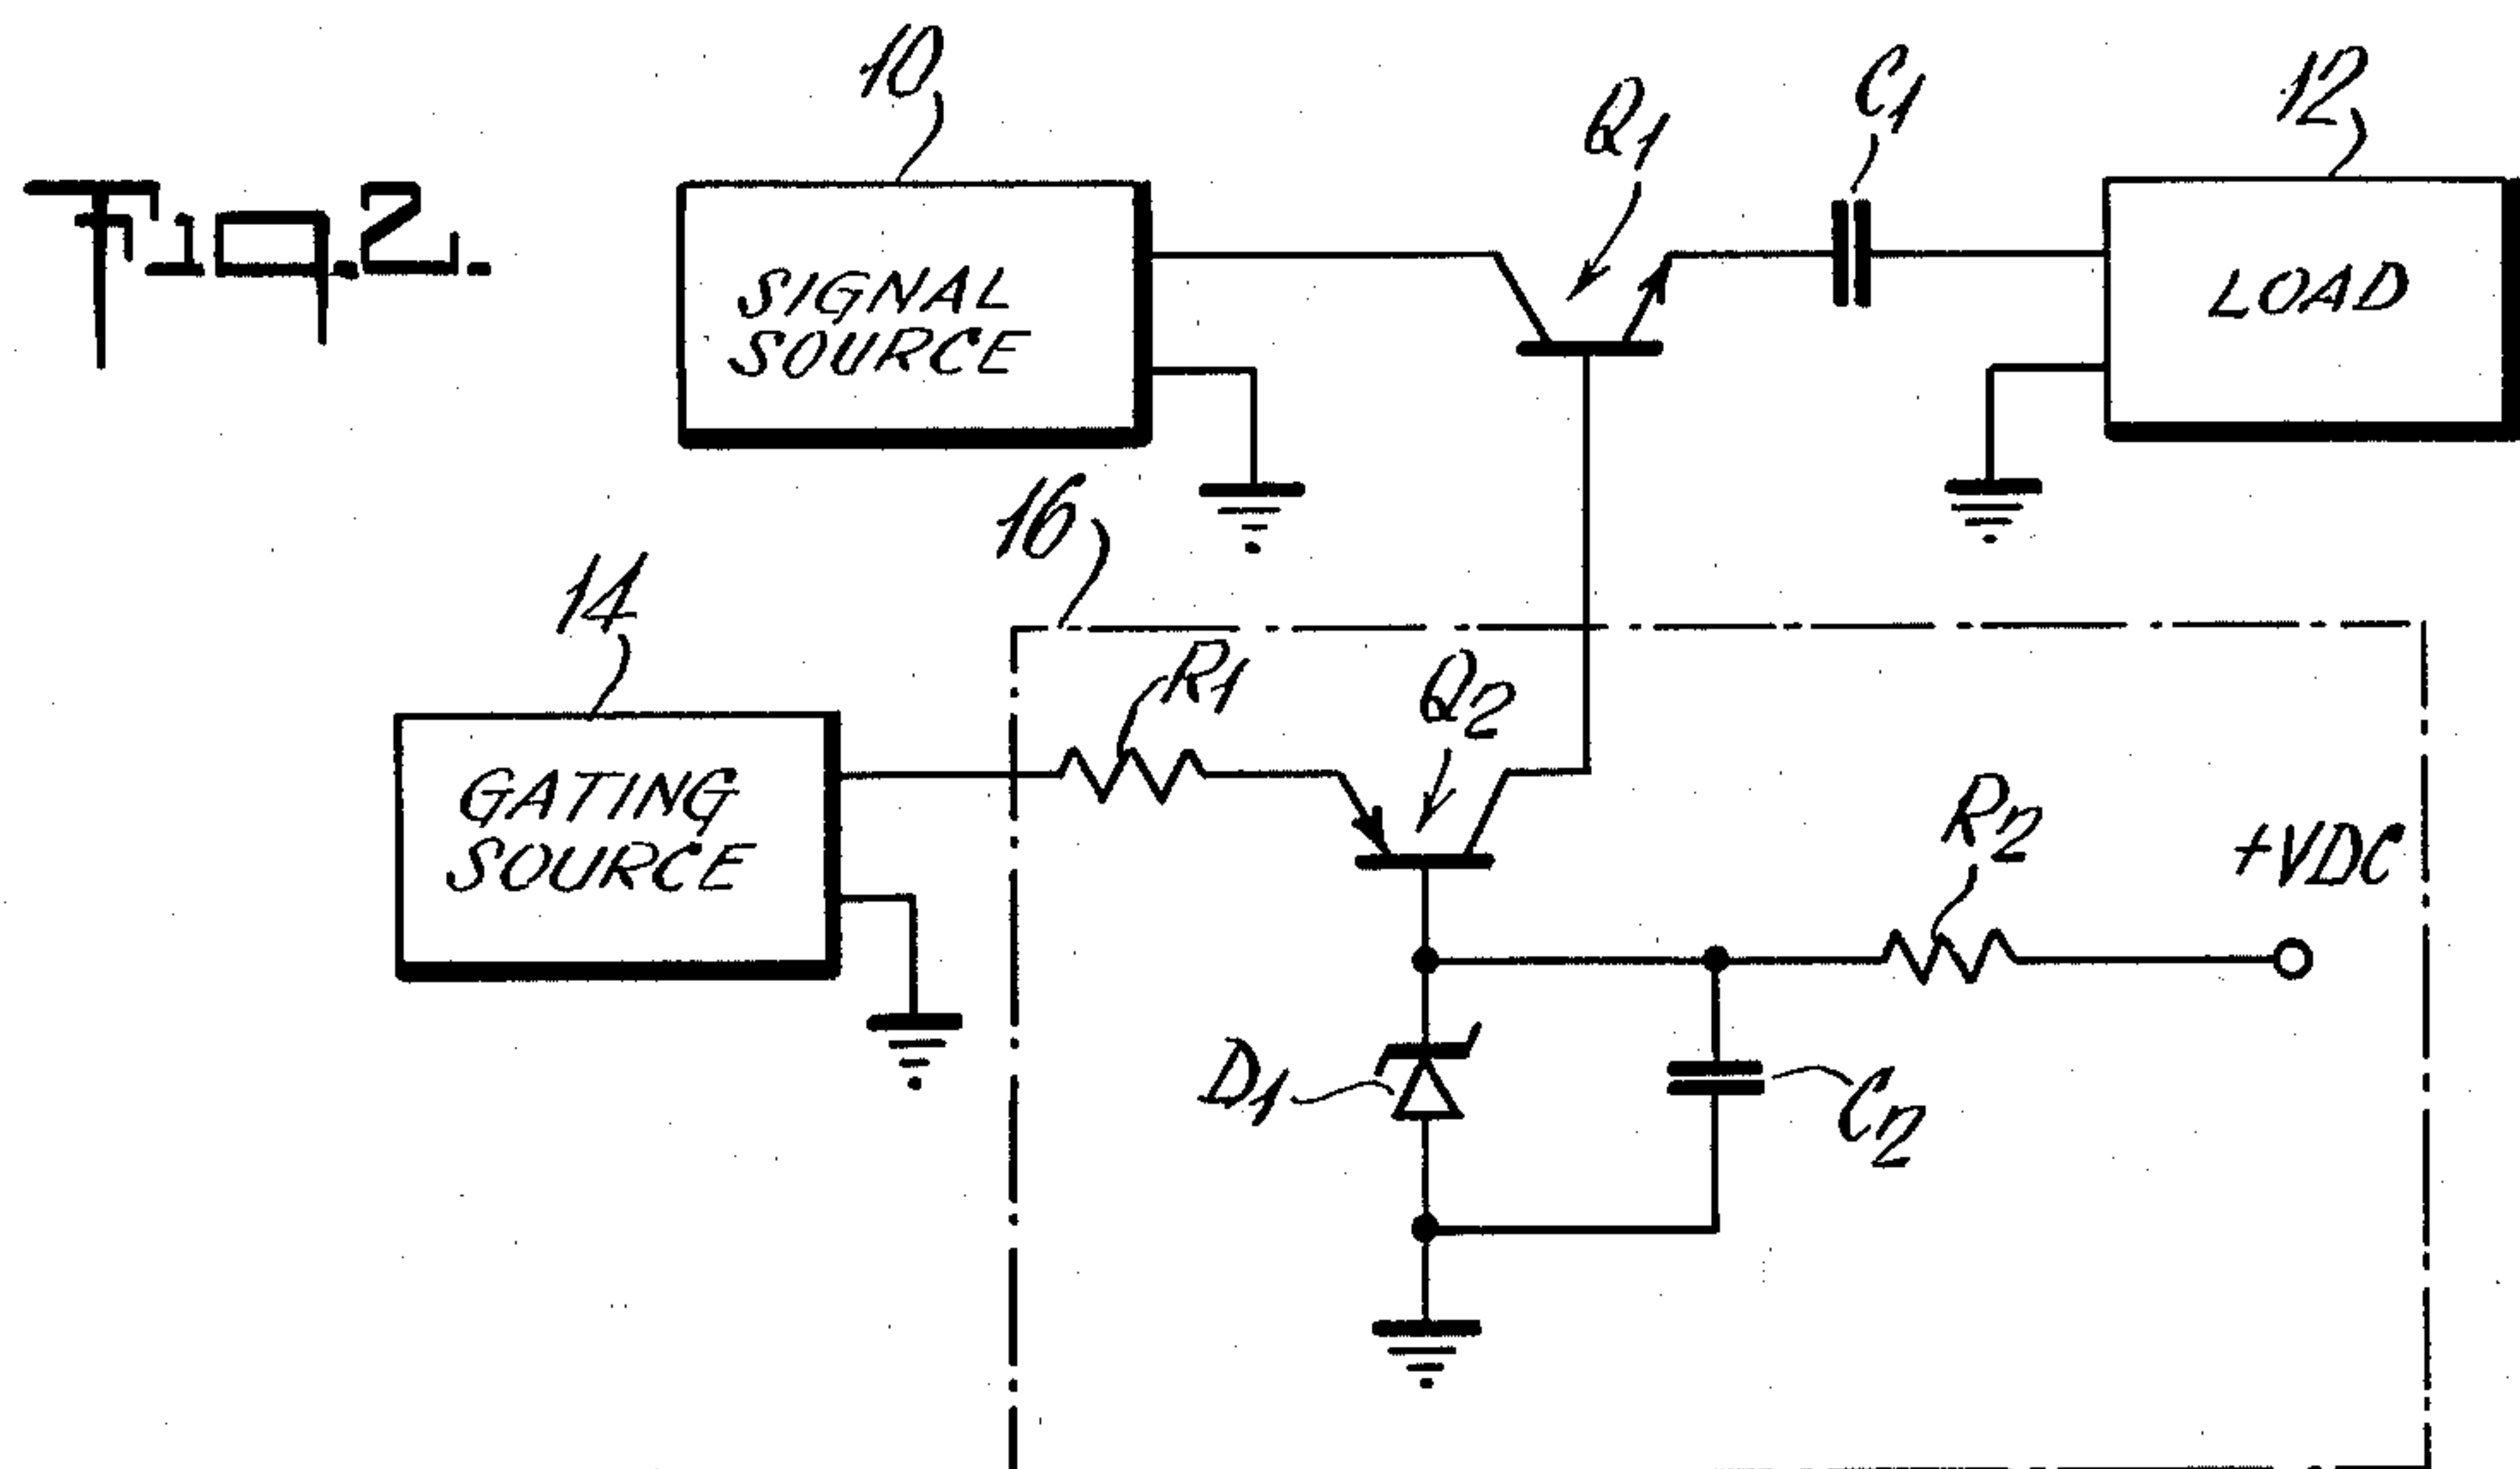 Fig. 2.
10
Q1
C1
12
SIGNAL
SOURCE
LOAD
16
14
R1
Q2
GATING
SOURCE
R2
+VDC
D1
C2